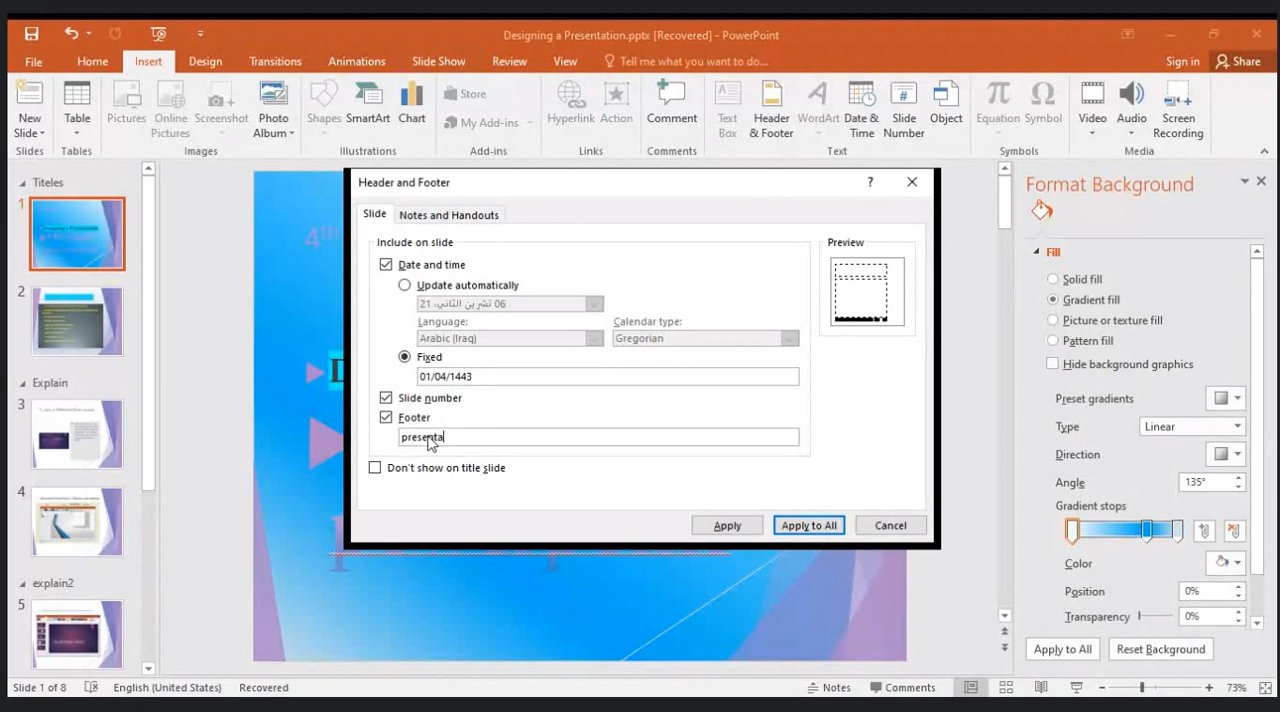 Designing a Presentation.pptx [Recovered] - PowerPoint
File Home Insert Design Transitions Animations Slide Show Review View Tell me what you want to do... Sign in Share
New Slide Table Pictures Online Pictures Screenshot Photo Album Shapes SmartArt Chart Store My Add-ins Hyperlink Action Comment Text Box Header & Footer WordArt Date & Time Slide Number Object Equation Symbol Video Audio Screen Recording
Slides Tables Images Illustrations Add-ins Links Comments Text Symbols Media
Titeles
1
2
Explain
3
4
explain2
5
4th
Header and Footer
?
Slide Notes and Handouts
Include on slide
Date and time
Update automatically
06 تشرين الثاني، 21
Language: Calendar type:
Arabic (Iraq) Gregorian
Fixed
01/04/1443
Slide number
Footer
presenta
Don't show on title slide
Preview
Apply Apply to All Cancel
Format Background
Fill
Solid fill
Gradient fill
Picture or texture fill
Pattern fill
Hide background graphics
Preset gradients
Type Linear
Direction
Angle 135°
Gradient stops
Color
Position 0%
Transparency 0%
Apply to All Reset Background
Slide 1 of 8 English (United States) Recovered Notes Comments 73%